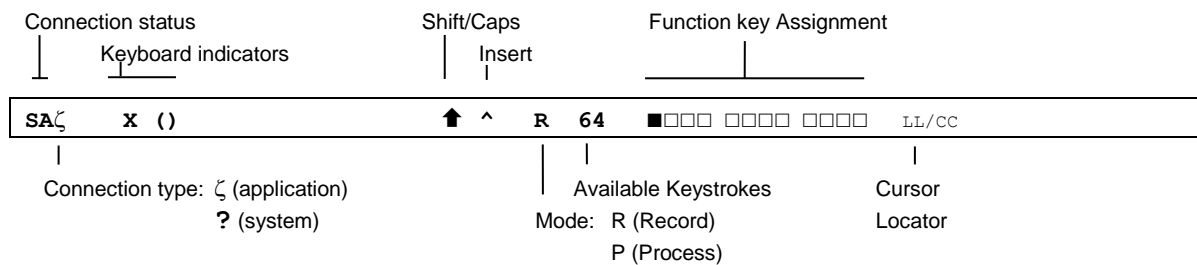 Connection status Shift/Caps Function key Assignment
Keyboard indicators Insert
SAζ X () ⬆ ^ R 64 ■□□□ □□□□ □□□□ LL/CC
Connection type: ζ (application) Available Keystrokes Cursor
? (system) Mode: R (Record) Locator
P (Process)